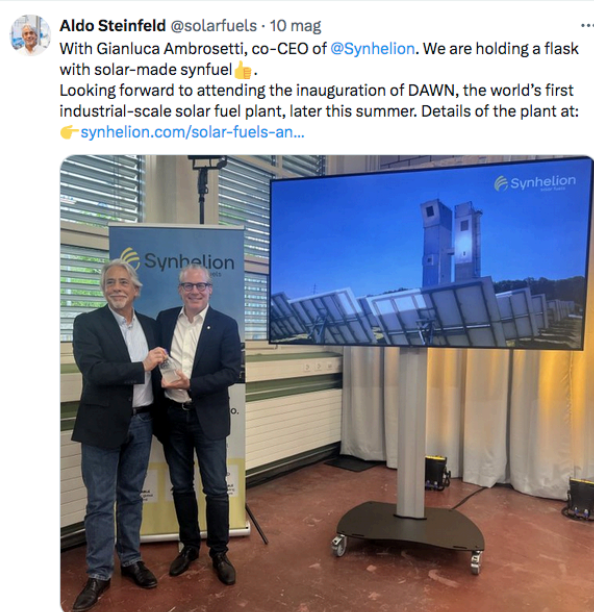 Aldo Steinfeld @solarfuels · 10 mag
With Gianluca Ambrosetti, co-CEO of @Synhelion. We are holding a flask
with solar-made synfuel👍.
Looking forward to attending the inauguration of DAWN, the world's first
industrial-scale solar fuel plant, later this summer. Details of the plant at:
👉synhelion.com/solar-fuels-an...
Synhelion
Synhelion